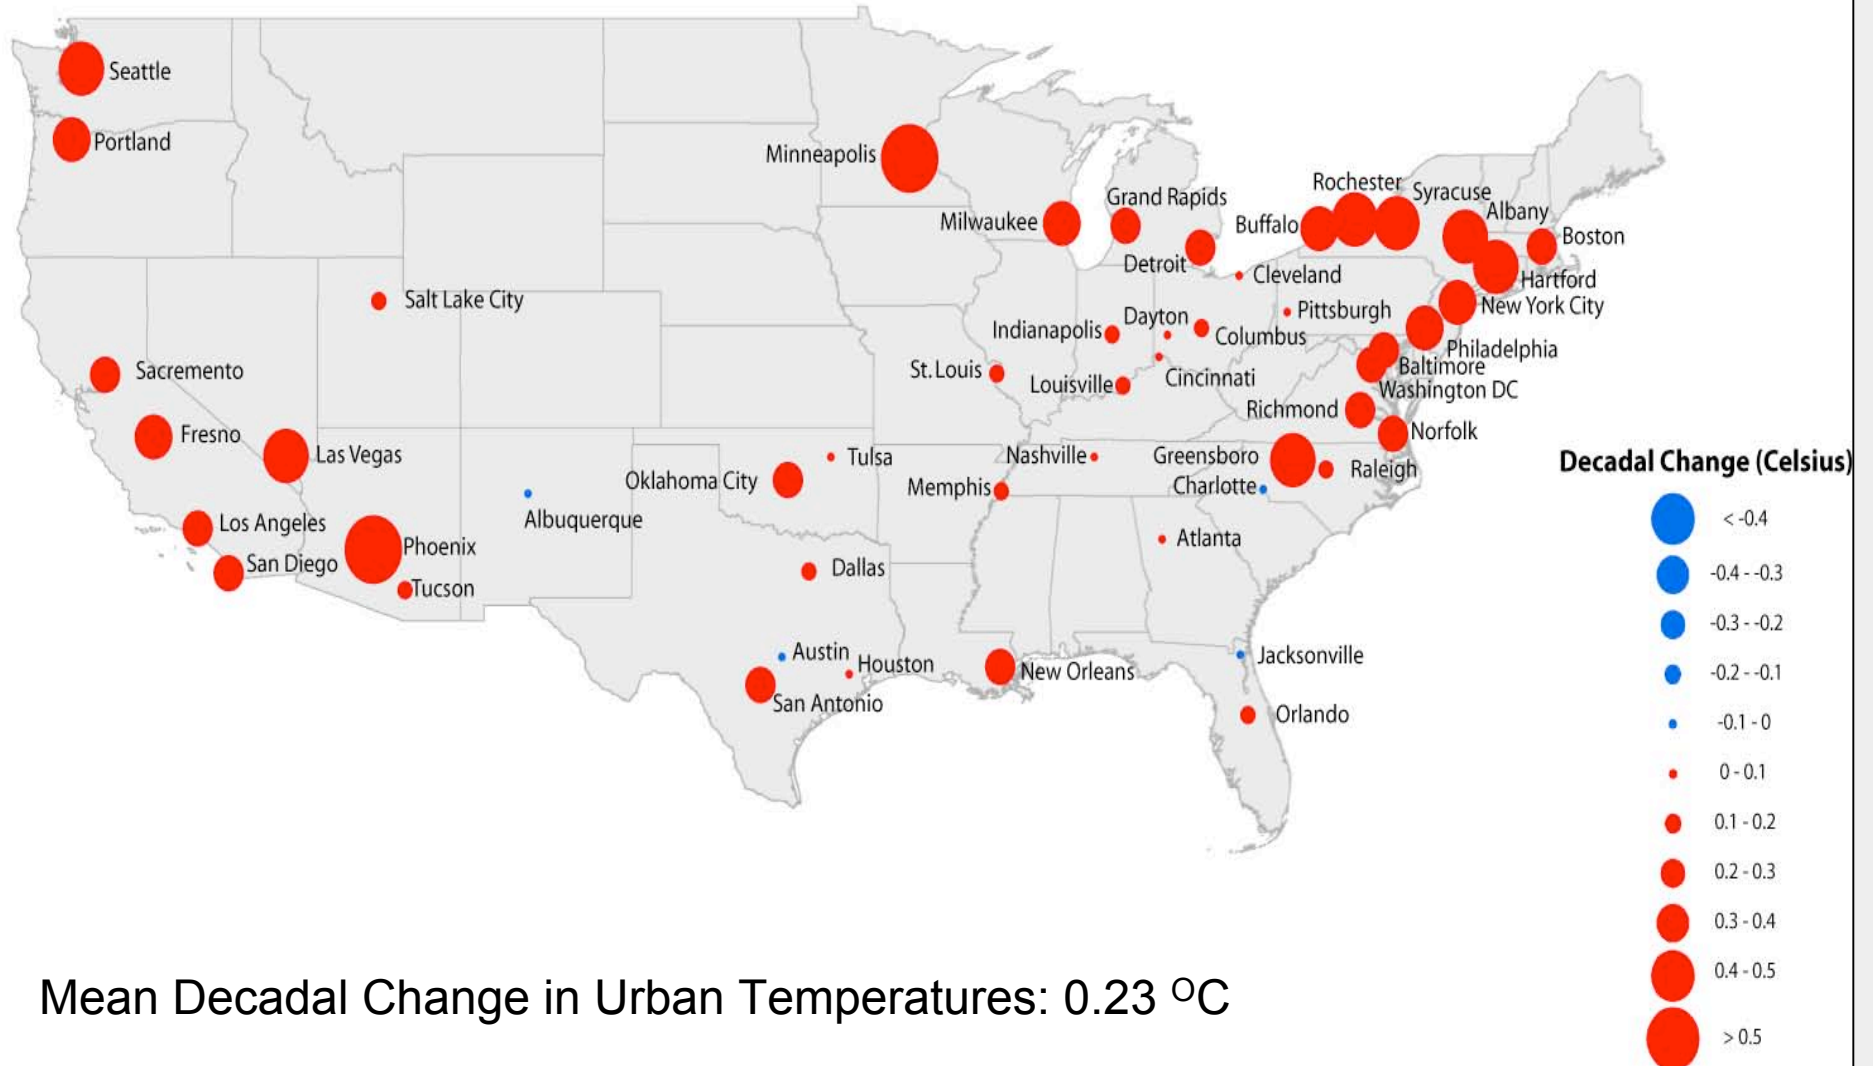 Seattle
Portland
Minneapolis
Milwaukee
Grand Rapids
Detroit
Rochester
Syracuse
Buffalo
Albany
Boston
Hartford
Cleveland
New York City
Salt Lake City
Pittsburgh
Indianapolis
Dayton
Columbus
Philadelphia
Sacremento
St. Louis
Louisville
Cincinnati
Baltimore
Washington DC
Richmond
Norfolk
Fresno
Las Vegas
Tulsa
Nashville
Greensboro
Raleigh
Oklahoma City
Memphis
Charlotte
Los Angeles
Albuquerque
San Diego
Phoenix
Atlanta
Tucson
Dallas
Austin
Houston
San Antonio
New Orleans
Jacksonville
Orlando
Decadal Change (Celsius)
< -0.4
-0.4 - -0.3
-0.3 - -0.2
-0.2 - -0.1
-0.1 - 0
0 - 0.1
0.1 - 0.2
0.2 - 0.3
0.3 - 0.4
0.4 - 0.5
> 0.5
Mean Decadal Change in Urban Temperatures: 0.23 ᴼC